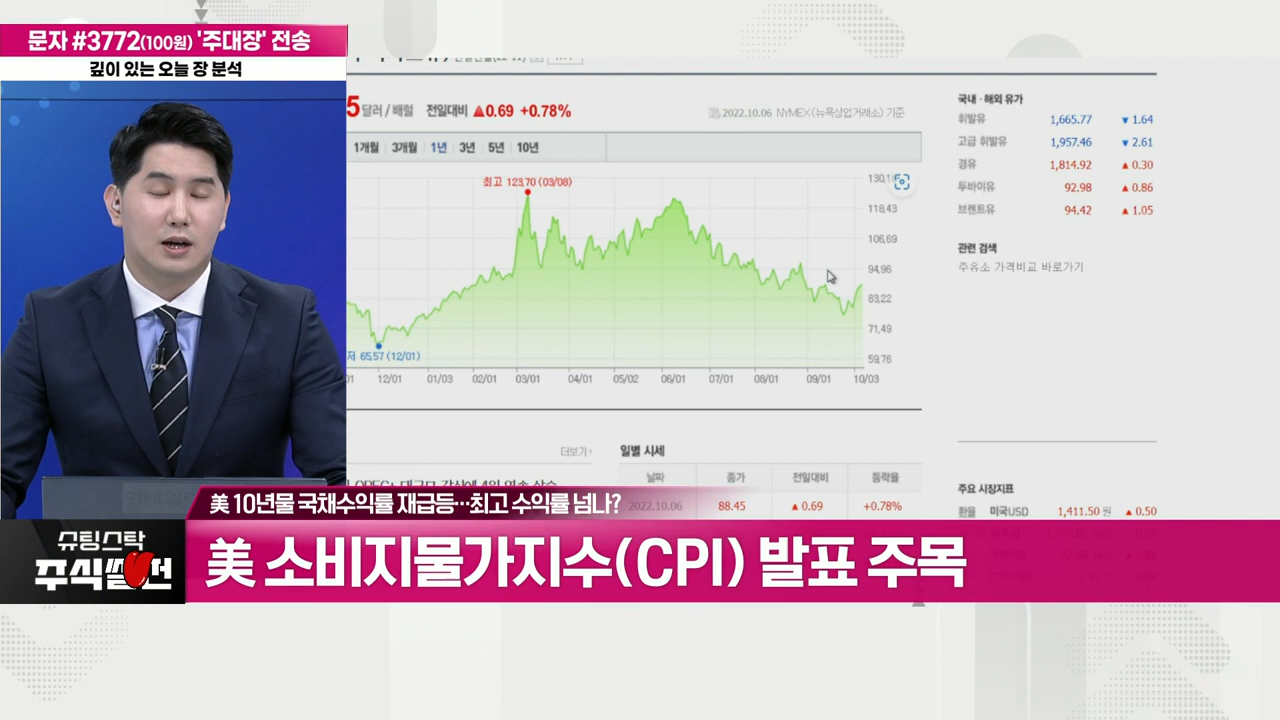 문자 #3772(100원) '주대장' 전송
깊이 있는 오늘 장 분석
5 달러 / 배럴 전일대비 ▲0.69 +0.78%
2022.10.06 NYMEX(뉴욕상업거래소) 기준
1개월 3개월 1년 3년 5년 10년
최고 123.70 (03/08)
118,43
106,69
94,96
83,22
71,49
59,76
65,57 (12/01)
12/01 01/03 02/01 03/01 04/01 05/02 06/01 07/01 08/01 09/01 10/03
국내·해외 유가
휘발유 1,665.77 ▼ 1.64
고급 휘발유 1,957.46 ▼ 2.61
경유 1,814.92 ▲ 0.30
두바이유 92.98 ▲ 0.86
브렌트유 94.42 ▲ 1.05
관련 검색
주유소 가격비교 바로가기
더보기 ›
일별 시세
날짜 종가 전일대비 등락율
2022.10.06 88.45 ▲ 0.69 +0.78%
주요 시장지표
환율 미국USD 1,411.50 원 ▲ 0.50
美 10년물 국채수익률 재급등…최고 수익률 넘나?
슈팅스탁
주식썰전
美 소비지물가지수(CPI) 발표 주목